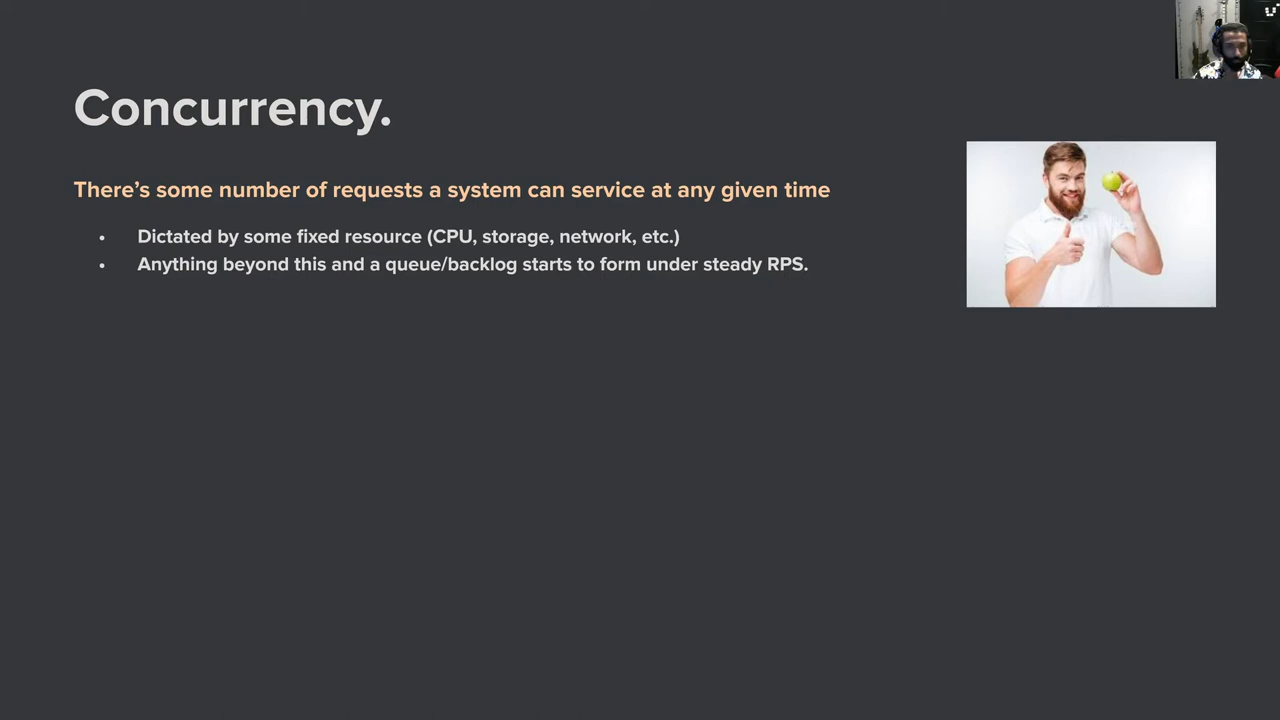 Concurrency.
There’s some number of requests a system can service at any given time
• Dictated by some fixed resource (CPU, storage, network, etc.)
• Anything beyond this and a queue/backlog starts to form under steady RPS.